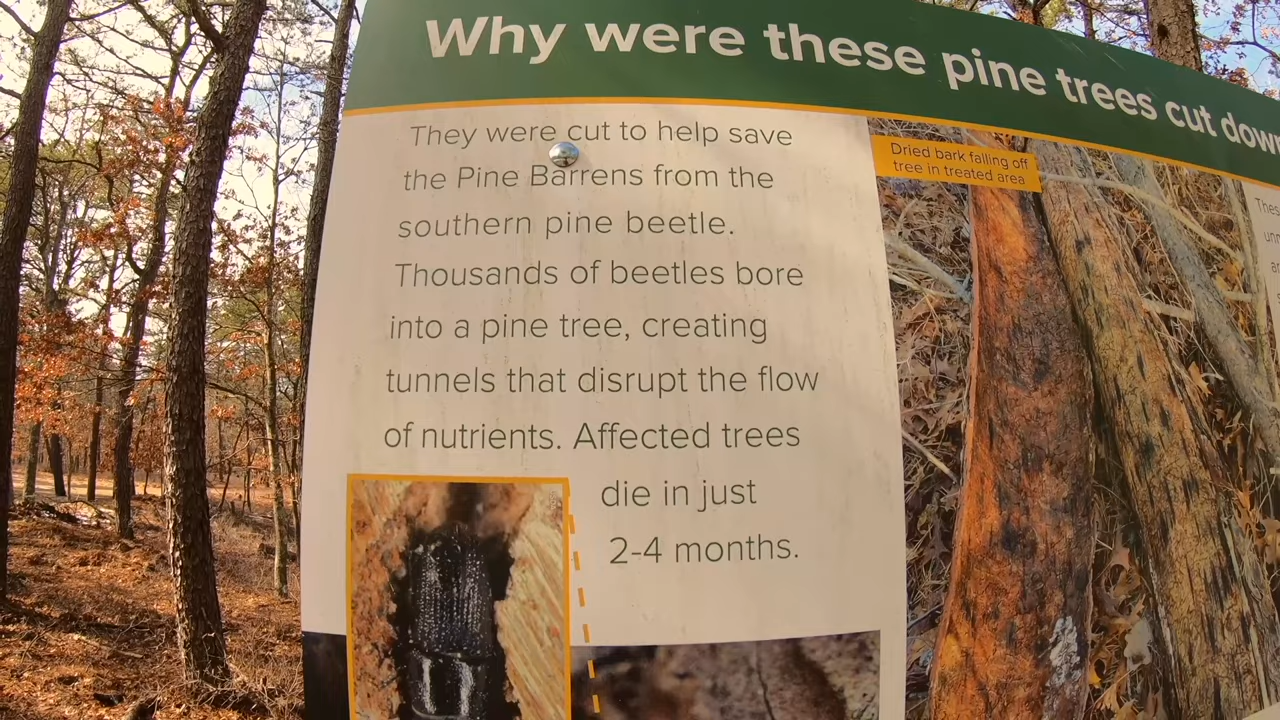 Why were these pine trees cut down
They were cut to help save
the Pine Barrens from the
southern pine beetle.
Thousands of beetles bore
into a pine tree, creating
tunnels that disrupt the flow
of nutrients. Affected trees
die in just
2-4 months.
Dried bark falling off
tree in treated area